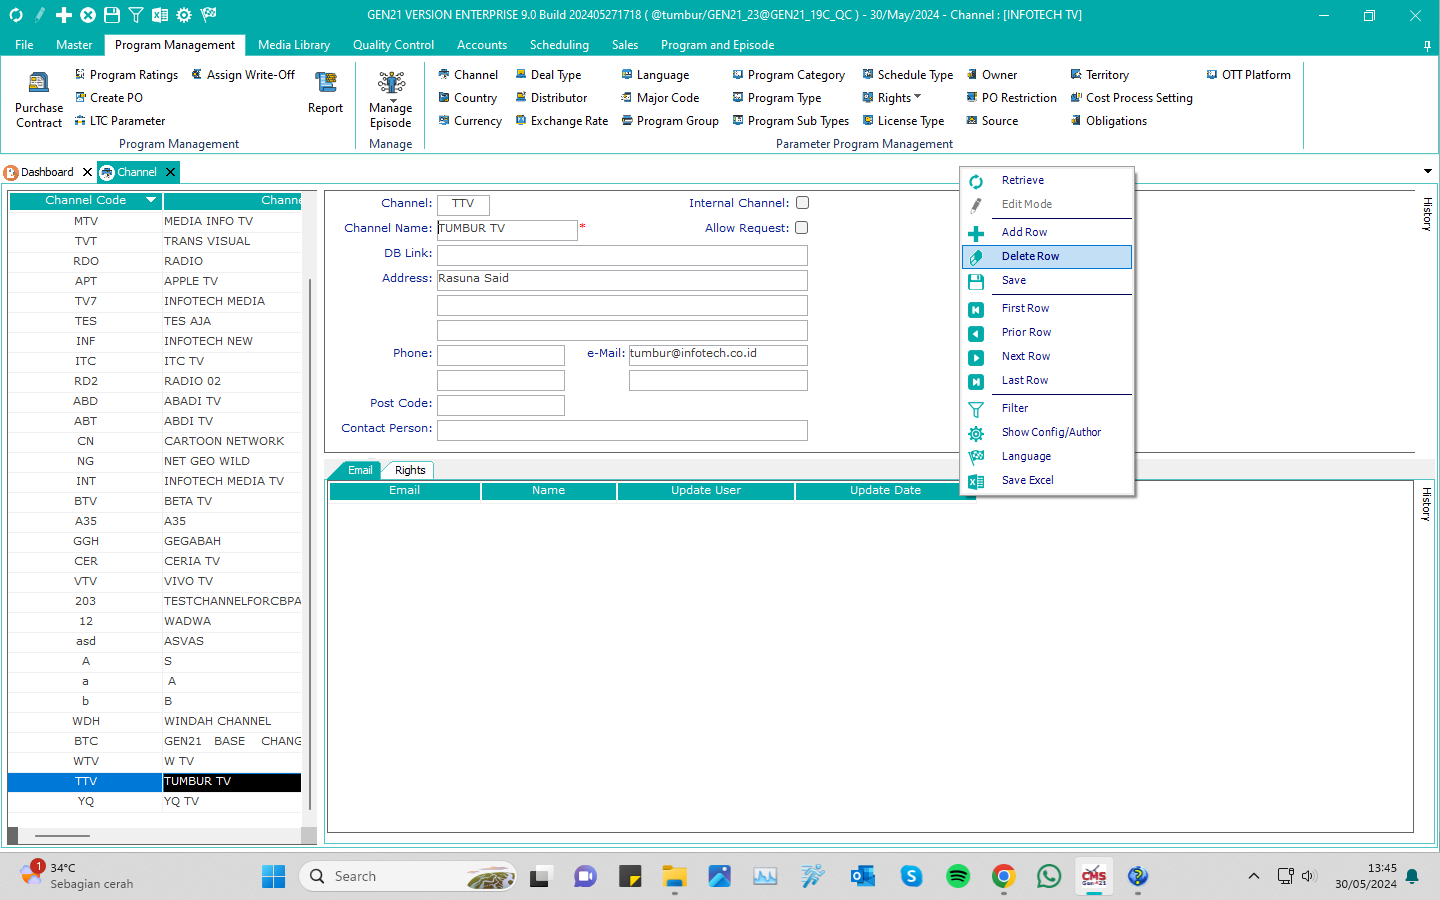 GEN21 VERSION ENTERPRISE 9.0 Build 202405271718 ( @tumbur/GEN21_23@GEN21_19C_QC ) - 30/May/2024 - Channel : [INFOTECH TV]
File Master Program Management Media Library Quality Control Accounts Scheduling Sales Program and Episode
Purchase Contract
Program Ratings
Create PO
LTC Parameter
Assign Write-Off
Report
Program Management
Manage Episode
Manage
Channel
Country
Currency
Deal Type
Distributor
Exchange Rate
Language
Major Code
Program Group
Program Category
Program Type
Program Sub Types
Schedule Type
Rights
License Type
Owner
PO Restriction
Source
Territory
Cost Process Setting
Obligations
OTT Platform
Parameter Program Management
Dashboard
Channel
Channel Code Channe
MTV MEDIA INFO TV
TVT TRANS VISUAL
RDO RADIO
APT APPLE TV
TV7 INFOTECH MEDIA
TES TES AJA
INF INFOTECH NEW
ITC ITC TV
RD2 RADIO 02
ABD ABADI TV
ABT ABDI TV
CN CARTOON NETWORK
NG NET GEO WILD
INT INFOTECH MEDIA TV
BTV BETA TV
A35 A35
GGH GEGABAH
CER CERIA TV
VTV VIVO TV
203 TESTCHANNELFORCBPA
12 WADWA
asd ASVAS
A S
a A
b B
WDH WINDAH CHANNEL
BTC GEN21 BASE CHANG
WTV W TV
TTV TUMBUR TV
YQ YQ TV
Channel: TTV Internal Channel:
Channel Name: TUMBUR TV * Allow Request:
DB Link:
Address: Rasuna Said
Phone: e-Mail: tumbur@infotech.co.id
Post Code:
Contact Person:
History
Retrieve
Edit Mode
Add Row
Delete Row
Save
First Row
Prior Row
Next Row
Last Row
Filter
Show Config/Author
Language
Save Excel
Email Rights
Email Name Update User Update Date
History
1
34°C
Sebagian cerah
Search
CMS
Gen+21
13:45
30/05/2024